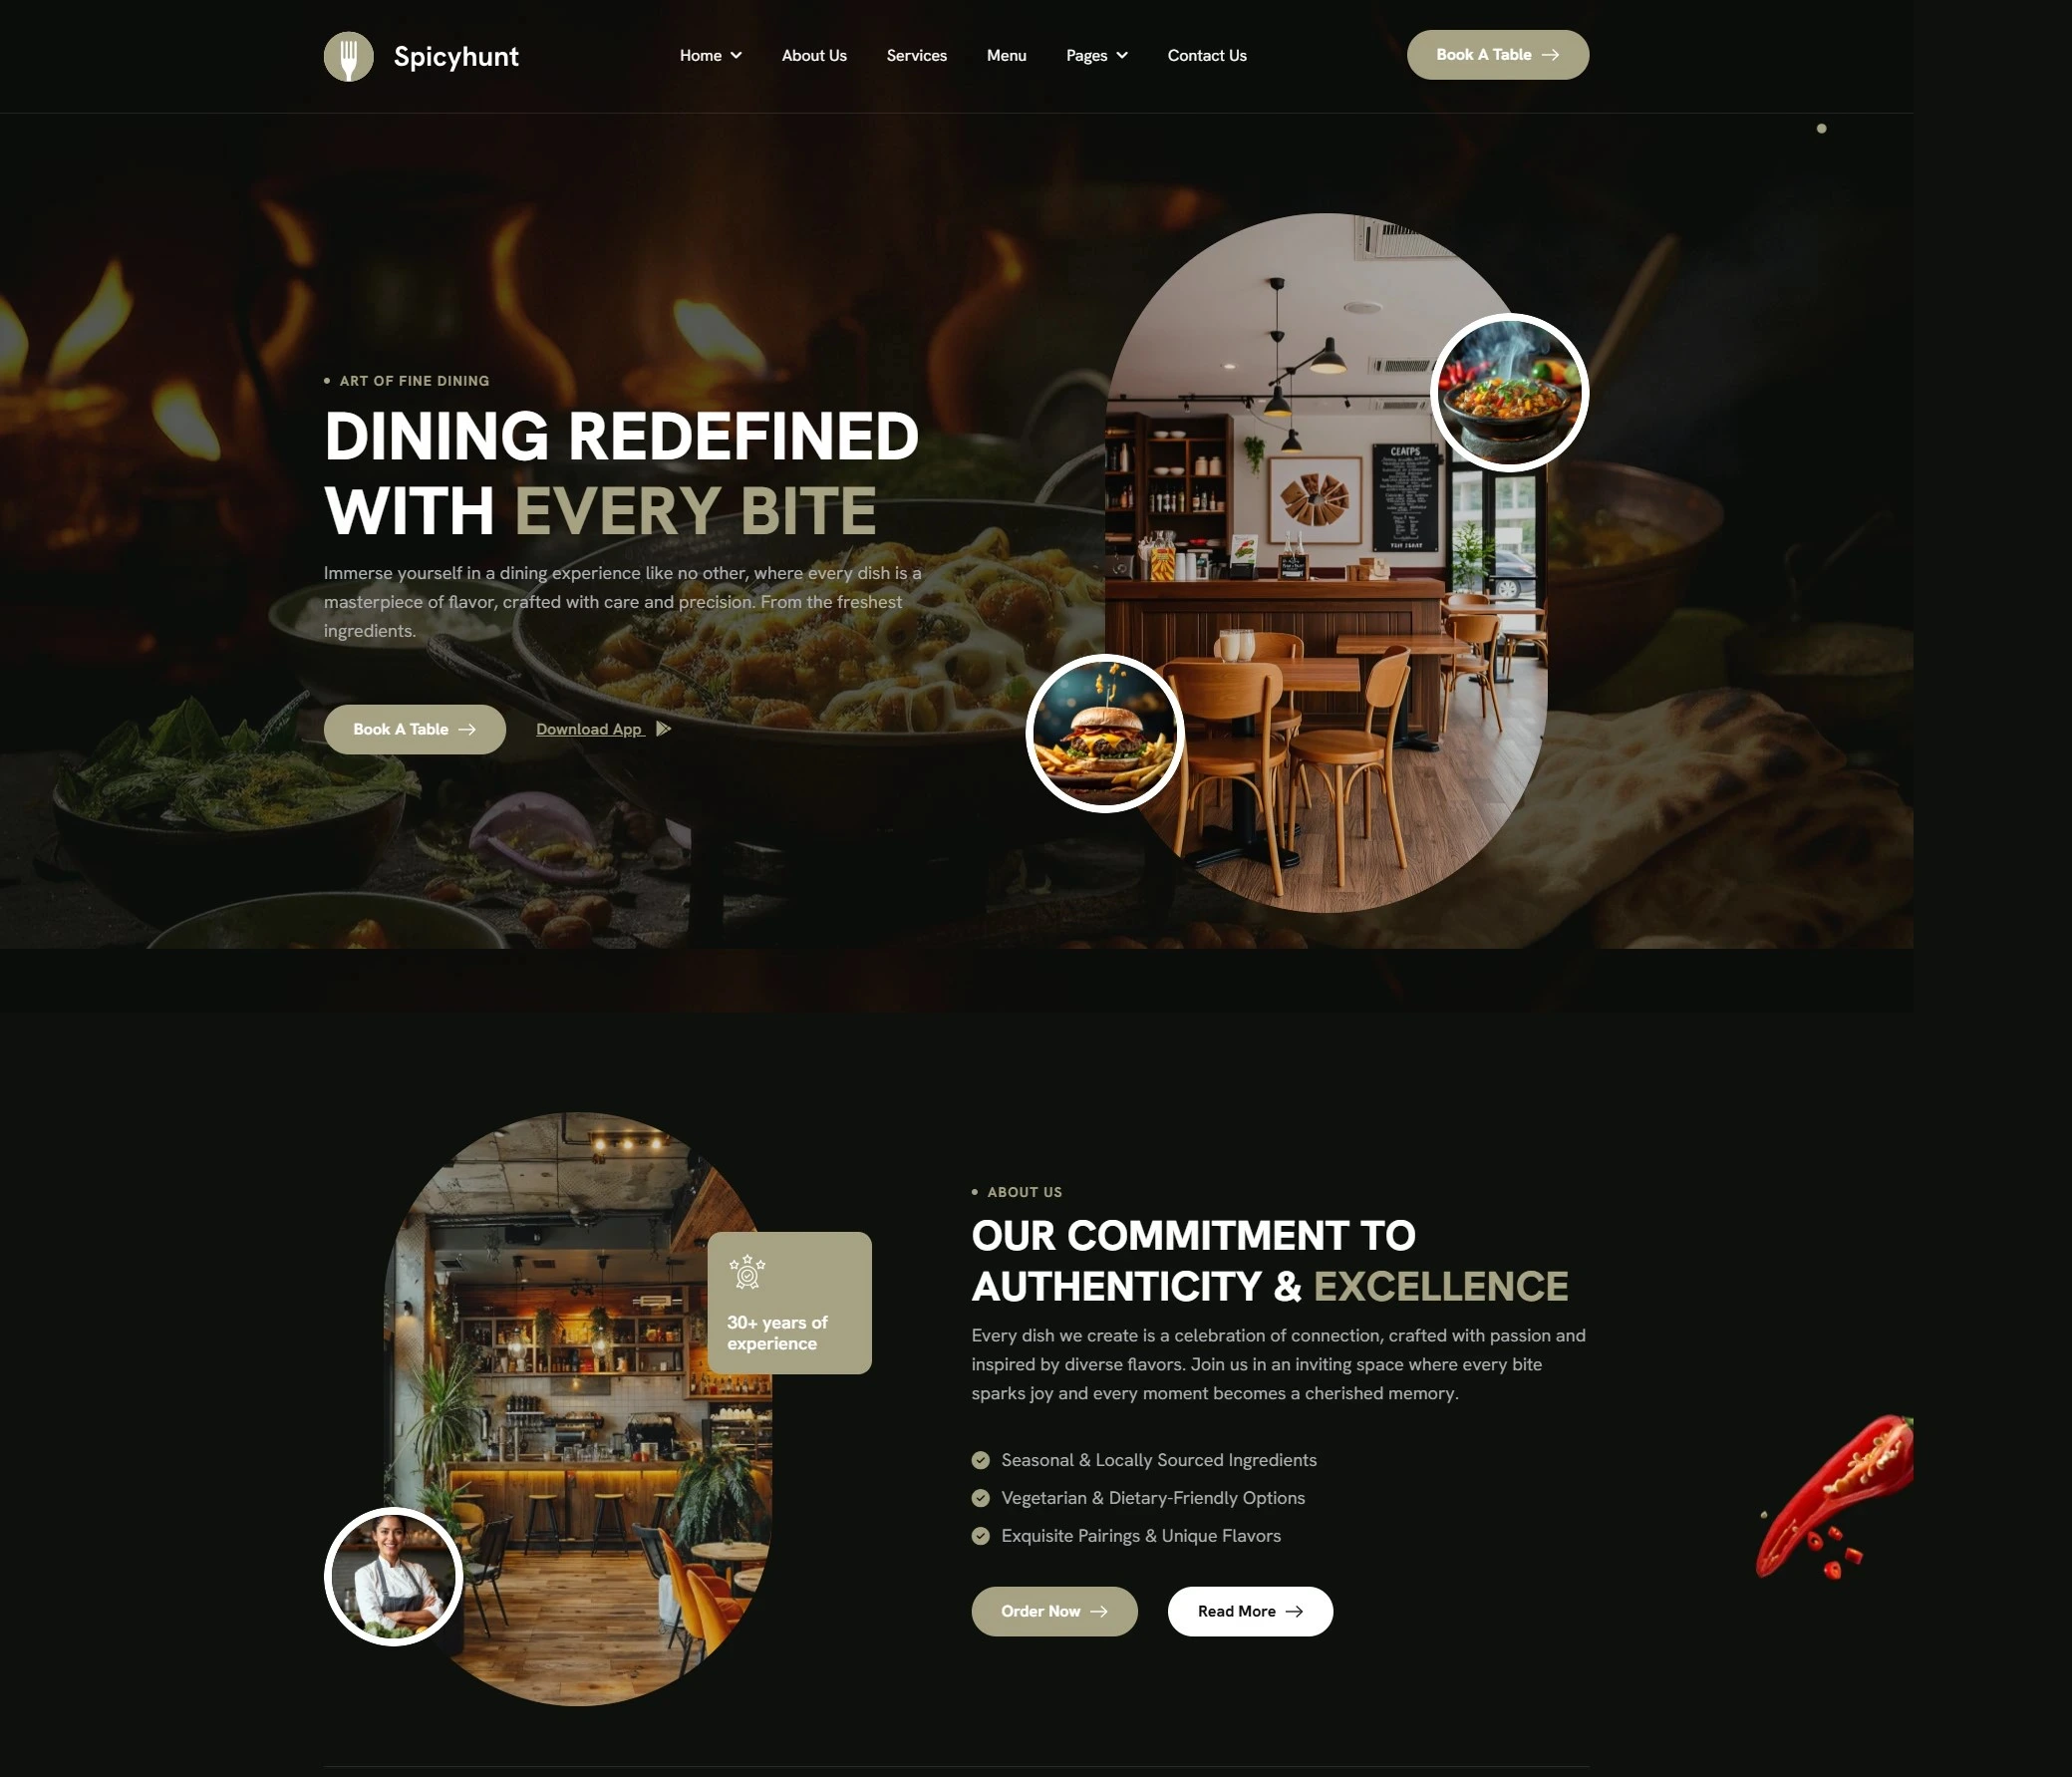 Spicyhunt
Home
About Us
Services
Menu
Pages
Contact Us
Book A Table
ART OF FINE DINING
DINING REDEFINED
WITH EVERY BITE
Immerse yourself in a dining experience like no other, where every dish is a
masterpiece of flavor, crafted with care and precision. From the freshest
ingredients.
Book A Table
Download App
CEATPS
ABOUT US
OUR COMMITMENT TO
AUTHENTICITY & EXCELLENCE
30+ years of
experience
Every dish we create is a celebration of connection, crafted with passion and
inspired by diverse flavors. Join us in an inviting space where every bite
sparks joy and every moment becomes a cherished memory.
Seasonal & Locally Sourced Ingredients
Vegetarian & Dietary-Friendly Options
Exquisite Pairings & Unique Flavors
Order Now
Read More